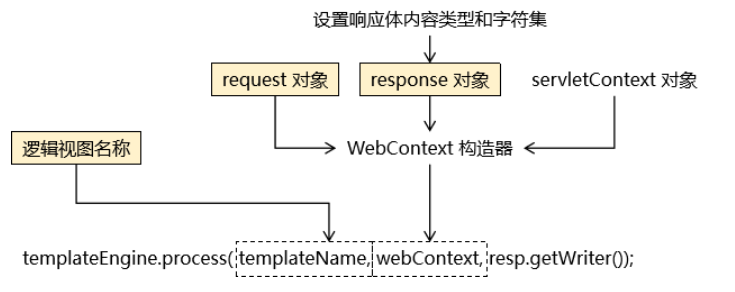 设置响应体内容类型和字符集
request 对象
response 对象
servletContext 对象
逻辑视图名称
WebContext 构造器
templateEngine.process( templateName, webContext, resp.getWriter());